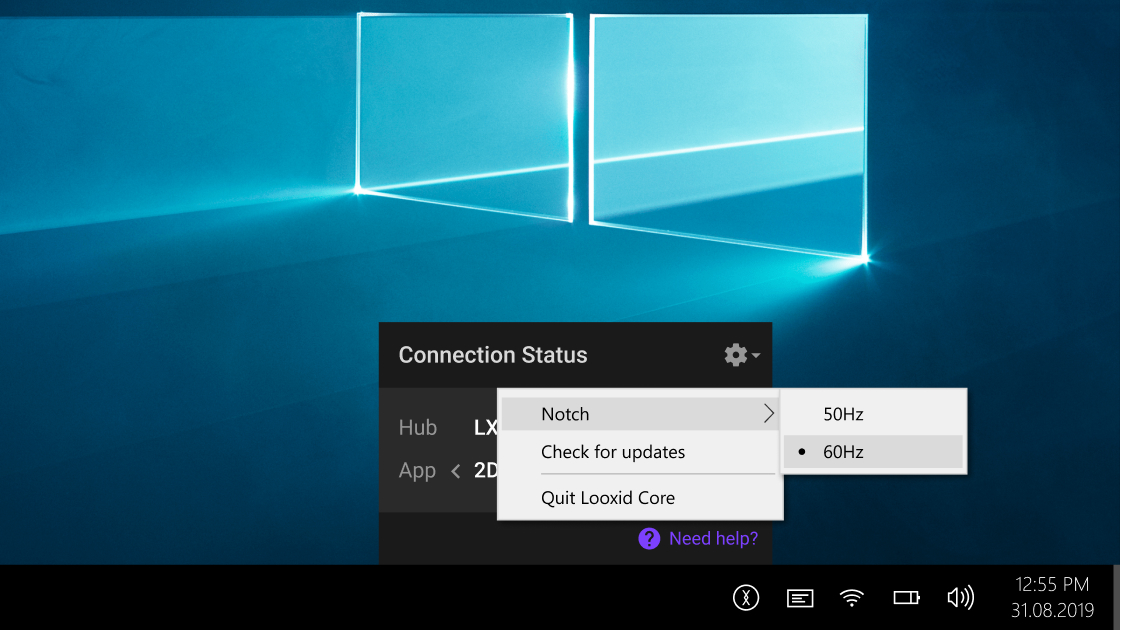 Connection Status
Hub LX
App < 2D
Notch
Check for updates
Quit Looxid Core
50Hz
• 60Hz
? Need help?
12:55 PM
31.08.2019